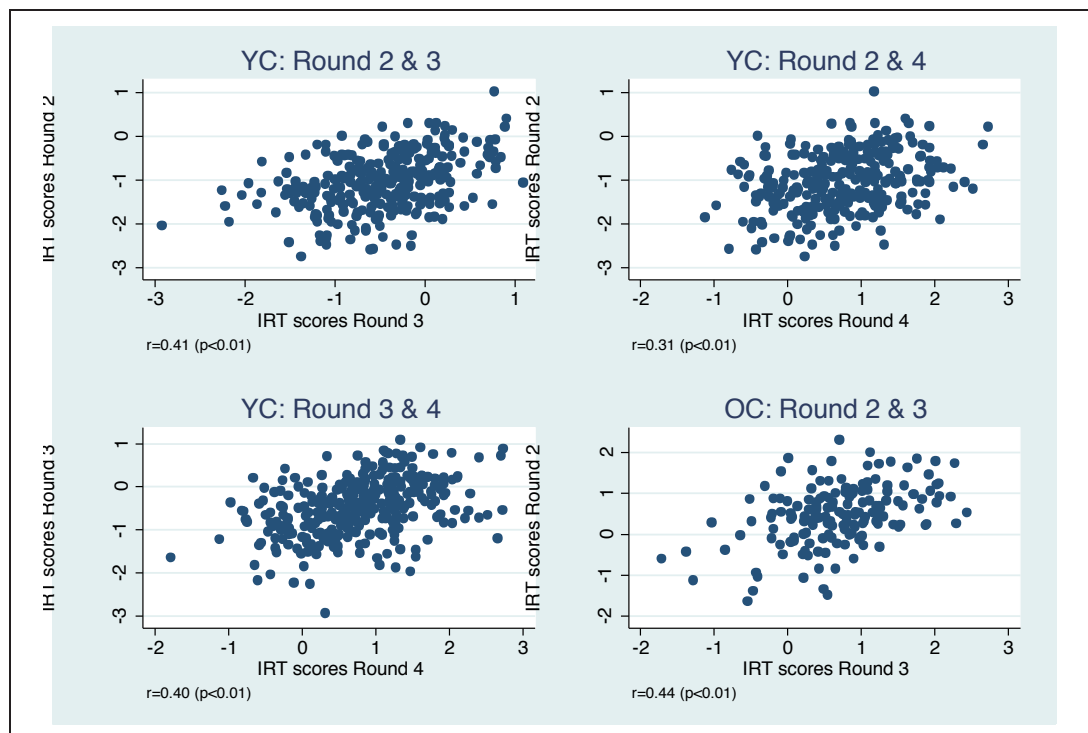 YC: Round 2 & 3
IRT scores Round 2
1
0
-1
-2
-3
-3 -2 -1 0 1
IRT scores Round 3
r=0.41 (p<0.01)
YC: Round 2 & 4
IRT scores Round 2
1
0
-1
-2
-3
-2 -1 0 1 2 3
IRT scores Round 4
r=0.31 (p<0.01)
YC: Round 3 & 4
IRT scores Round 3
1
0
-1
-2
-3
-2 -1 0 1 2 3
IRT scores Round 4
r=0.40 (p<0.01)
OC: Round 2 & 3
IRT scores Round 2
2
1
0
-1
-2
-2 -1 0 1 2 3
IRT scores Round 3
r=0.44 (p<0.01)